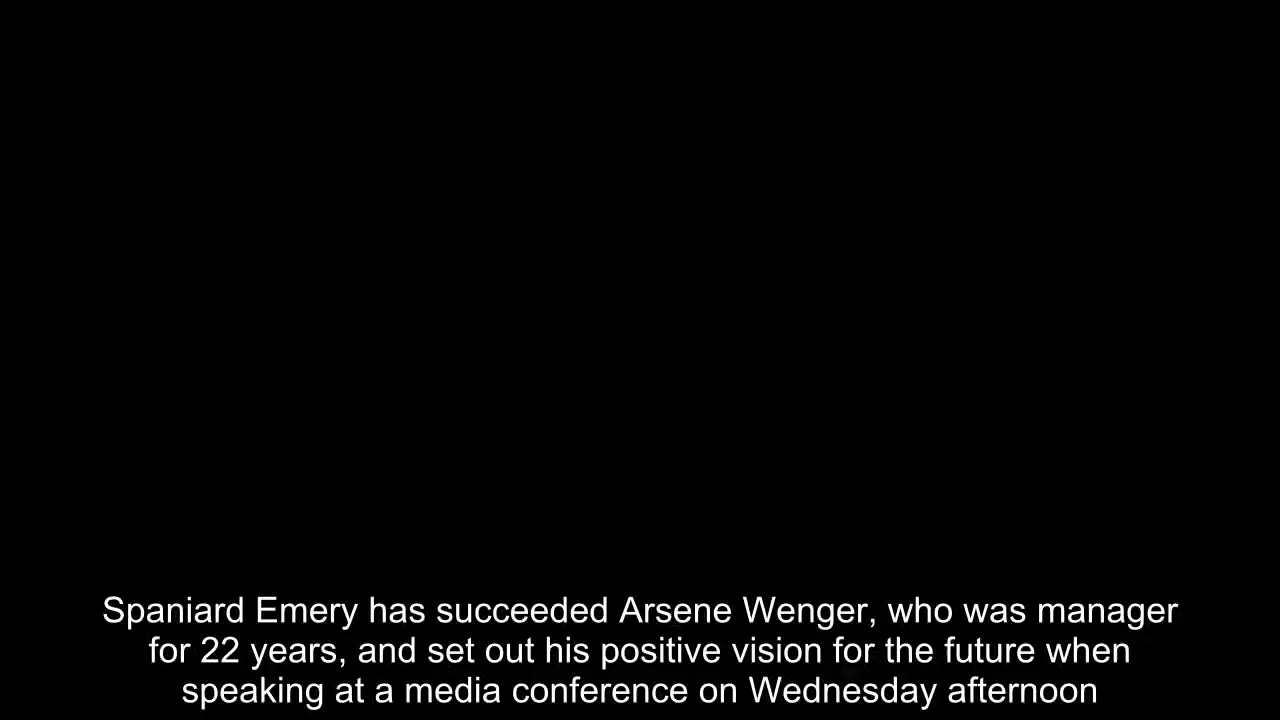 Spaniard Emery has succeeded Arsene Wenger, who was manager
for 22 years, and set out his positive vision for the future when
speaking at a media conference on Wednesday afternoon